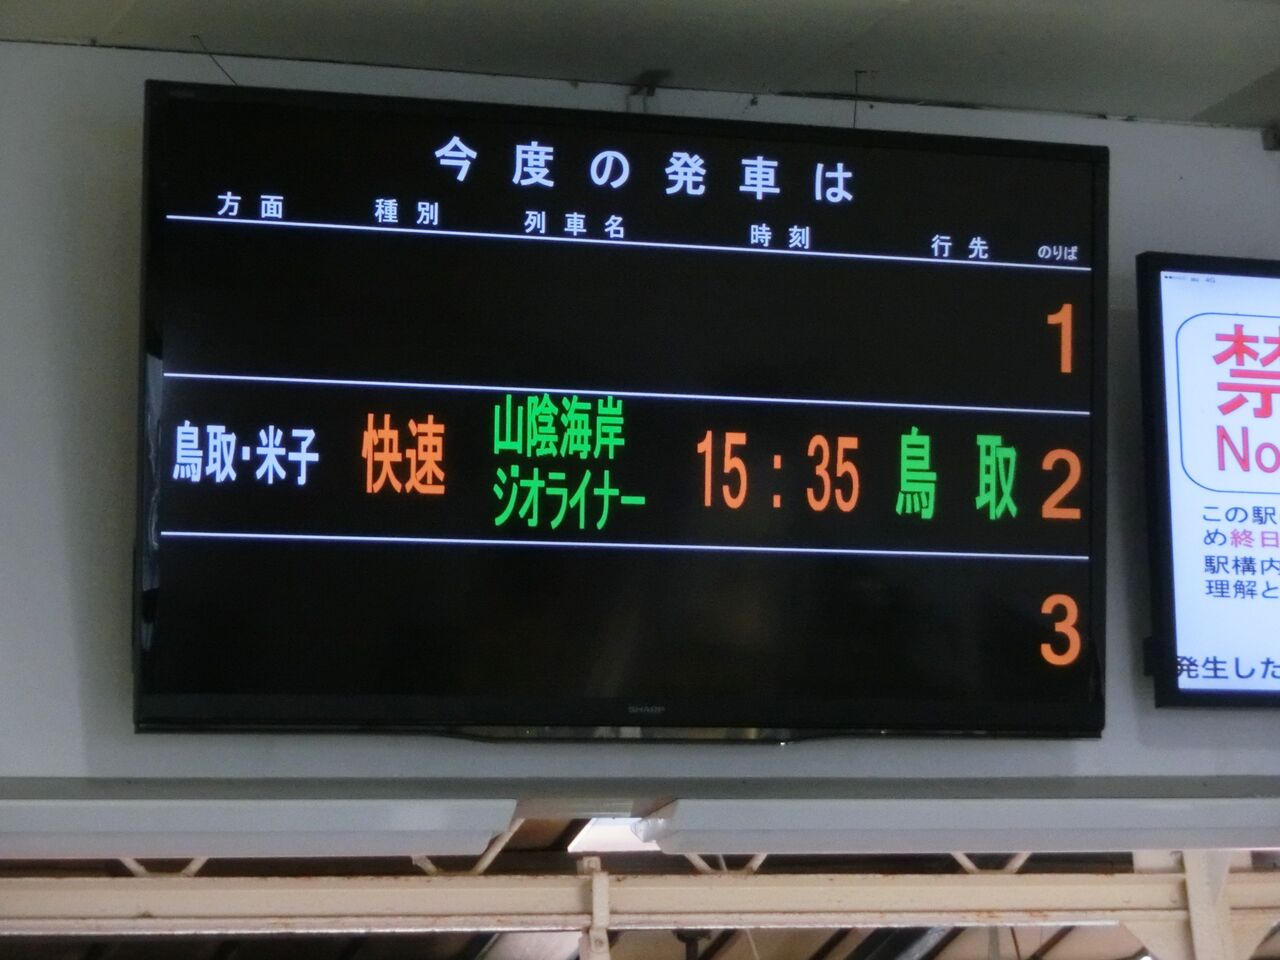 今度の発車は
方面 種別 列車名 時刻 行先 のりば
1
鳥取・米子 快速 山陰海岸 15:35 鳥取 2
ジオライナー
3
SHARP
4G
禁
No
この駅
め終日
駅構内
理解と
発生した